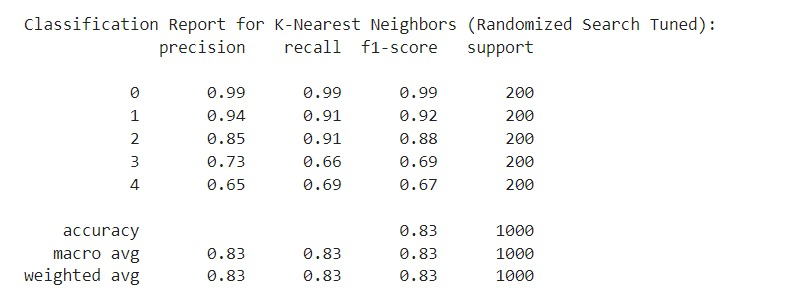 Classification Report for K-Nearest Neighbors (Randomized Search Tuned):
precision recall f1-score support
0 0.99 0.99 0.99 200
1 0.94 0.91 0.92 200
2 0.85 0.91 0.88 200
3 0.73 0.66 0.69 200
4 0.65 0.69 0.67 200
accuracy 0.83 1000
macro avg 0.83 0.83 0.83 1000
weighted avg 0.83 0.83 0.83 1000